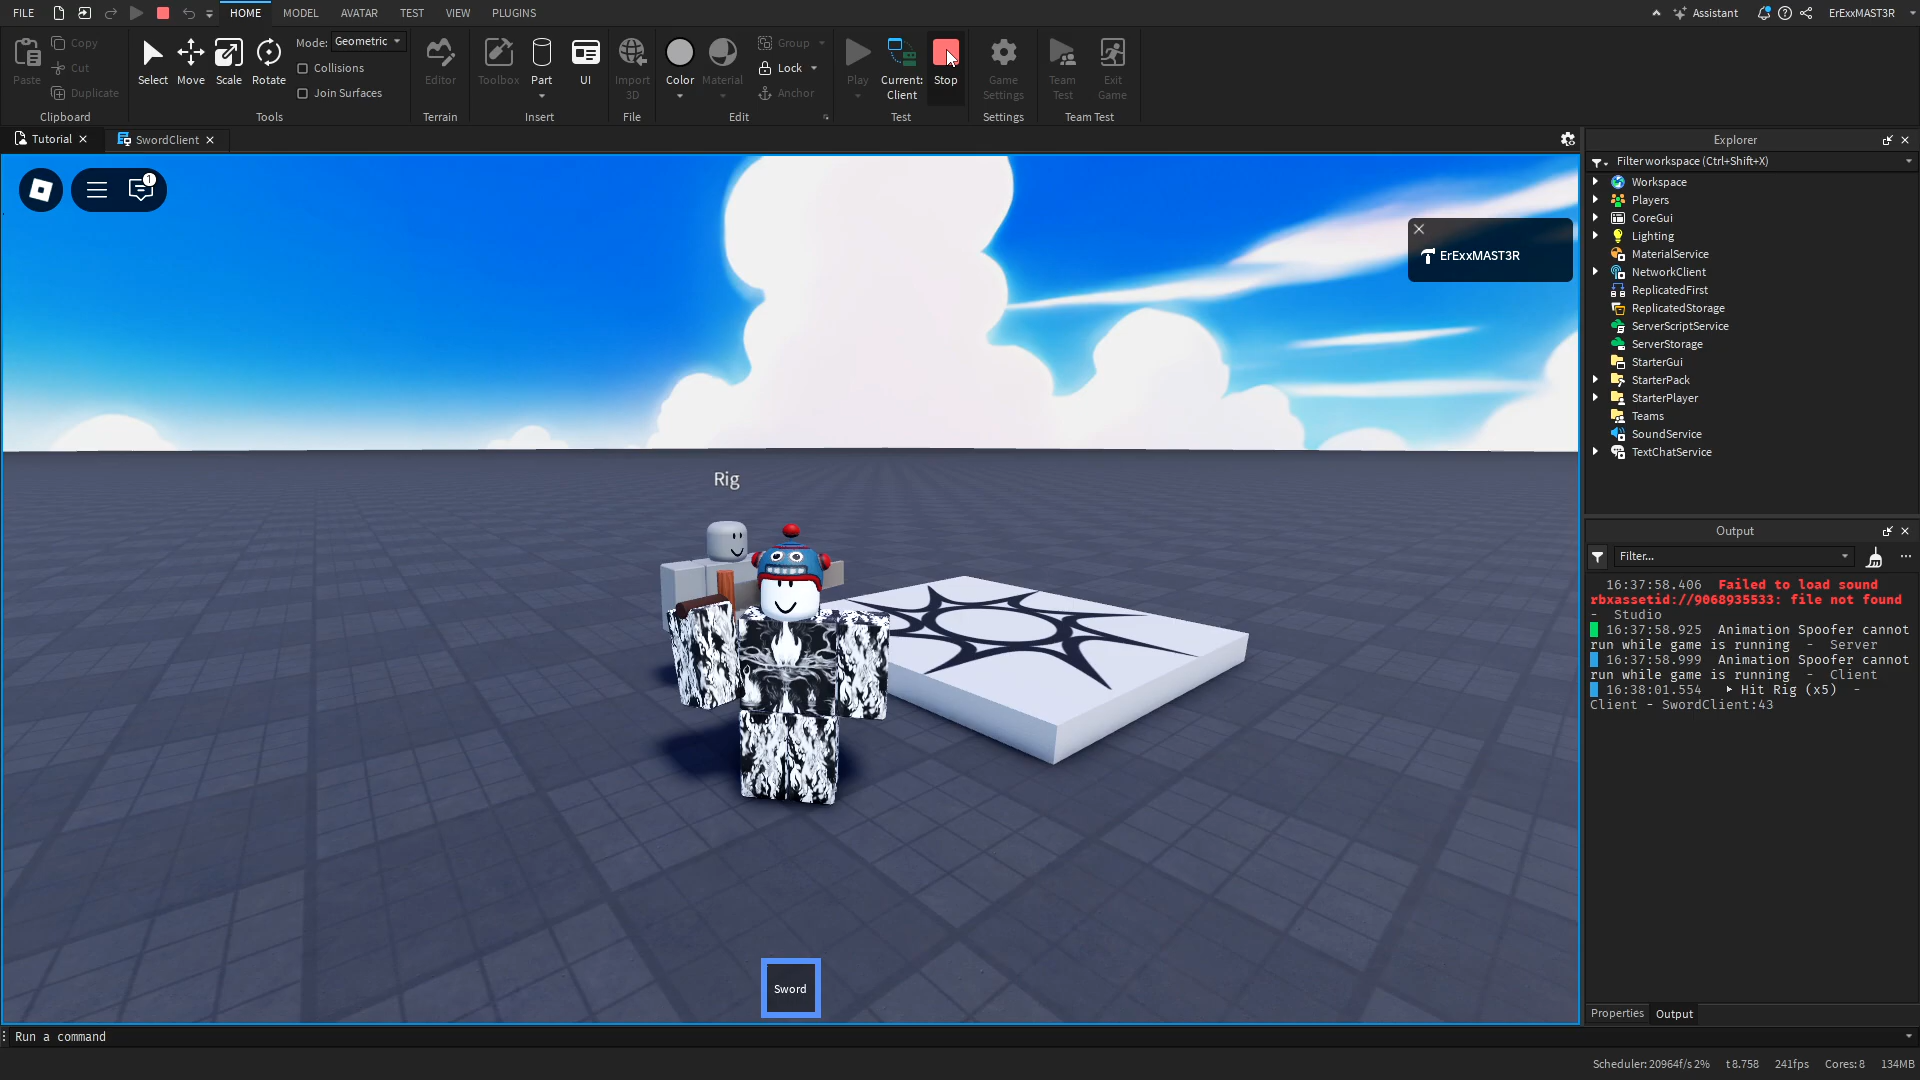 FILE
HOME
MODEL
AVATAR
TEST
VIEW
PLUGINS
Assistant
ErExxMAST3R
Paste
Copy
Cut
Duplicate
Clipboard
Select
Move
Scale
Rotate
Mode: Geometric
Collisions
Join Surfaces
Tools
Editor
Terrain
Toolbox
Part
UI
Insert
Import
3D
File
Color
Material
Group
Lock
Anchor
Edit
Play
Current:
Client
Stop
Test
Game
Settings
Settings
Team
Test
Exit
Game
Team Test
Tutorial
SwordClient
1
ErExxMAST3R
Rig
Sword
Explorer
Filter workspace (Ctrl+Shift+X)
Workspace
Players
CoreGui
Lighting
MaterialService
NetworkClient
ReplicatedFirst
ReplicatedStorage
ServerScriptService
ServerStorage
StarterGui
StarterPack
StarterPlayer
Teams
SoundService
TextChatService
Output
Filter...
16:37:58.406 Failed to load sound
rbxassetid://9068935533: file not found
- Studio
16:37:58.925 Animation Spoofer cannot
run while game is running - Server
16:37:58.999 Animation Spoofer cannot
run while game is running - Client
16:38:01.554 Hit Rig (x5) -
Client - SwordClient:43
Properties
Output
Run a command
Scheduler: 20964f/s 2% t 8.758 241fps Cores: 8 134MB